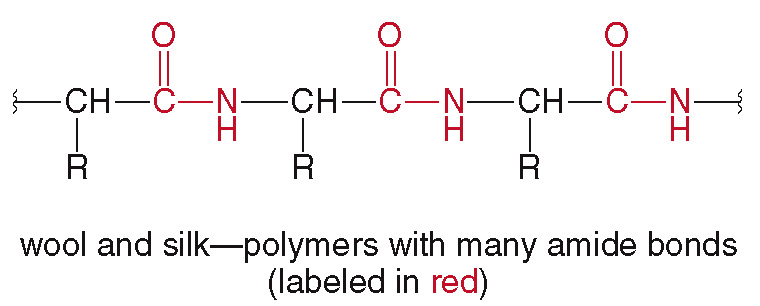 O O O
CH C N CH C N CH C N
H H H
R R R
wool and silk—polymers with many amide bonds
(labeled in red)